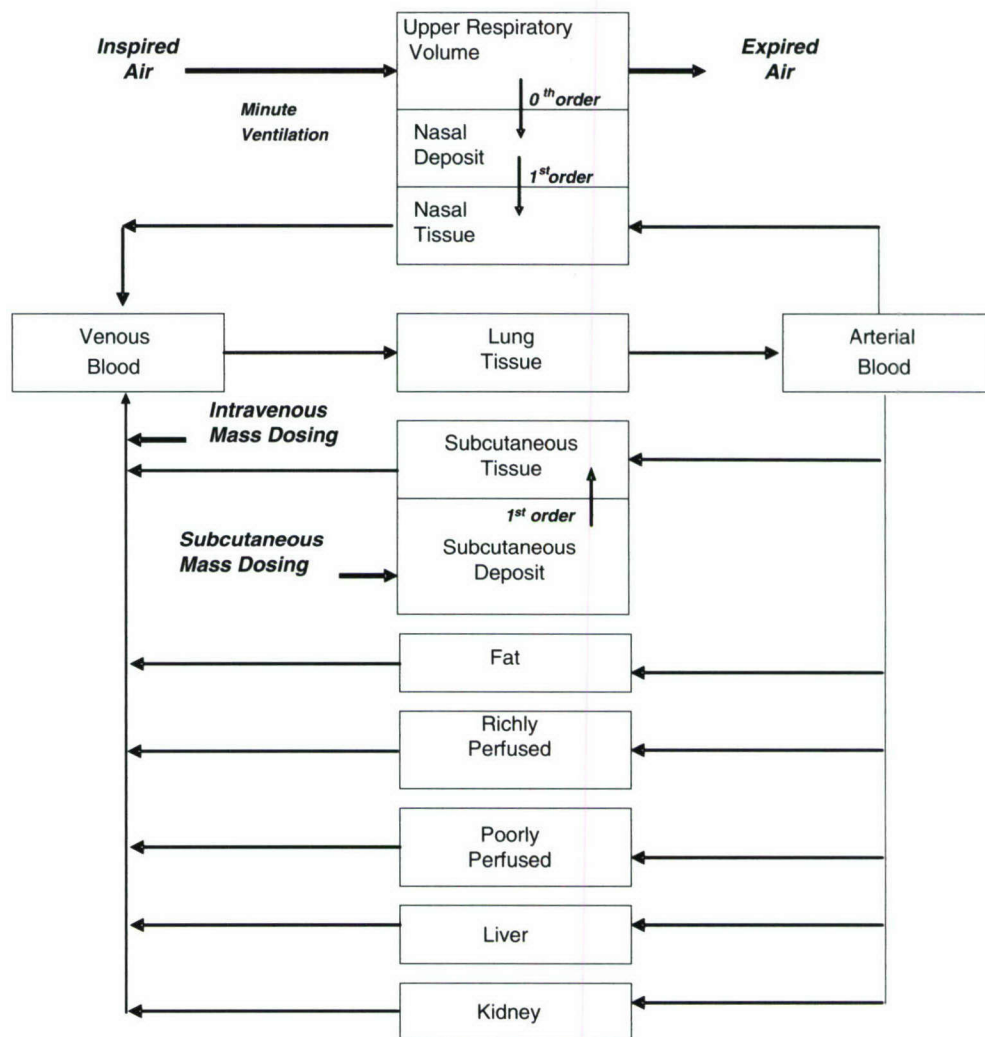 Inspired
Air
Minute
Ventilation
Upper Respiratory
Volume
0th order
Nasal
Deposit
1st order
Nasal
Tissue
Expired
Air
Venous
Blood
Lung
Tissue
Arterial
Blood
Intravenous
Mass Dosing
Subcutaneous
Tissue
1st order
Subcutaneous
Mass Dosing
Subcutaneous
Deposit
Fat
Richly
Perfused
Poorly
Perfused
Liver
Kidney